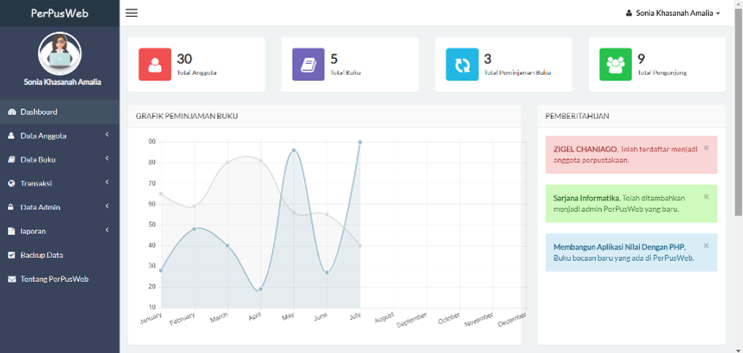 PerPusWeb
Sonia Khasanah Amalia
Sonia Khasanah Amalia
Dashboard
Data Anggota
Data Buku
Transaksi
Data Admin
laporan
Backup Data
Tentang PerPusWeb
30
Total Anggota
5
Total Buku
3
Total Peminjaman Buku
9
Total Pengunjung
GRAFIK PEMINJAMAN BUKU
90
80
70
60
50
40
30
20
10
January
February
March
April
May
June
July
August
September
October
November
December
PEMBERITAHUAN
ZIGEL CHANIAGO, Telah terdaftar menjadi
anggota perpustakaan.
Sarjana Informatika, Telah ditambahkan
menjadi admin PerPusWeb yang baru.
Membangun Aplikasi Nilai Dengan PHP,
Buku bacaan baru yang ada di PerPusWeb.